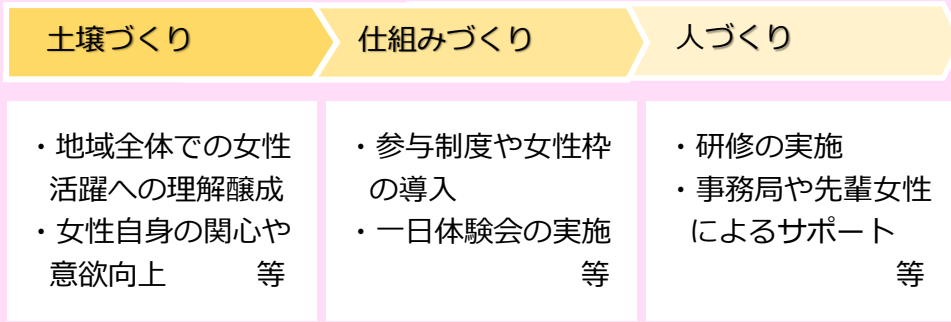 土壌づくり
仕組みづくり
人づくり
・地域全体での女性
活躍への理解醸成
・女性自身の関心や
意欲向上 等
・参与制度や女性枠
の導入
・一日体験会の実施
等
・研修の実施
・事務局や先輩女性
によるサポート
等